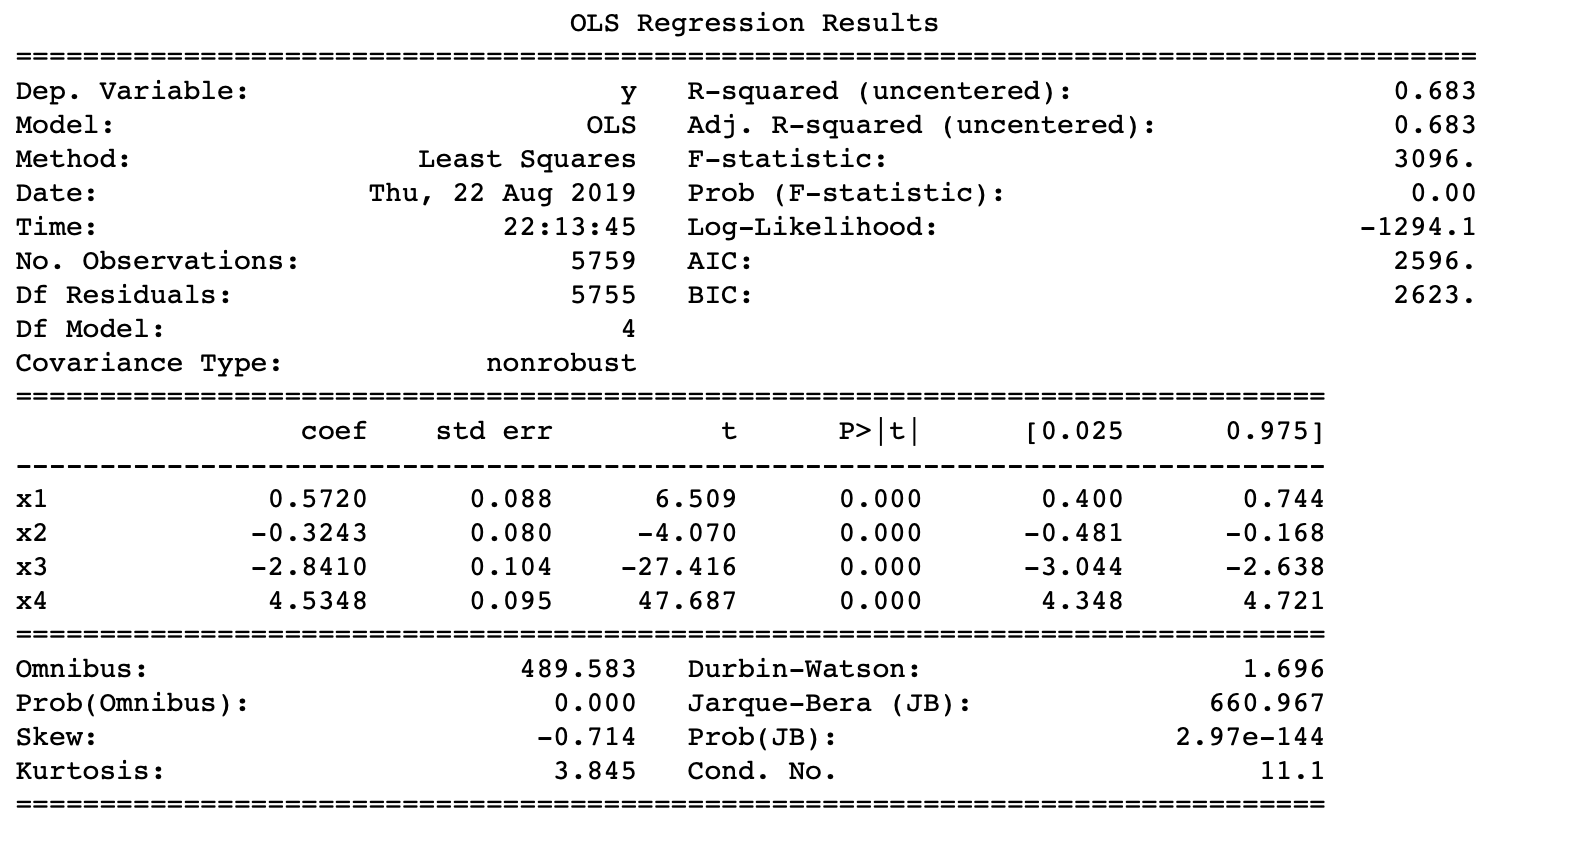 OLS Regression Results
=======================================================================================
Dep. Variable: y R-squared (uncentered): 0.683
Model: OLS Adj. R-squared (uncentered): 0.683
Method: Least Squares F-statistic: 3096.
Date: Thu, 22 Aug 2019 Prob (F-statistic): 0.00
Time: 22:13:45 Log-Likelihood: -1294.1
No. Observations: 5759 AIC: 2596.
Df Residuals: 5755 BIC: 2623.
Df Model: 4
Covariance Type: nonrobust
==============================================================================
coef std err t P>|t| [0.025 0.975]
------------------------------------------------------------------------------
x1 0.5720 0.088 6.509 0.000 0.400 0.744
x2 -0.3243 0.080 -4.070 0.000 -0.481 -0.168
x3 -2.8410 0.104 -27.416 0.000 -3.044 -2.638
x4 4.5348 0.095 47.687 0.000 4.348 4.721
==============================================================================
Omnibus: 489.583 Durbin-Watson: 1.696
Prob(Omnibus): 0.000 Jarque-Bera (JB): 660.967
Skew: -0.714 Prob(JB): 2.97e-144
Kurtosis: 3.845 Cond. No. 11.1
==============================================================================